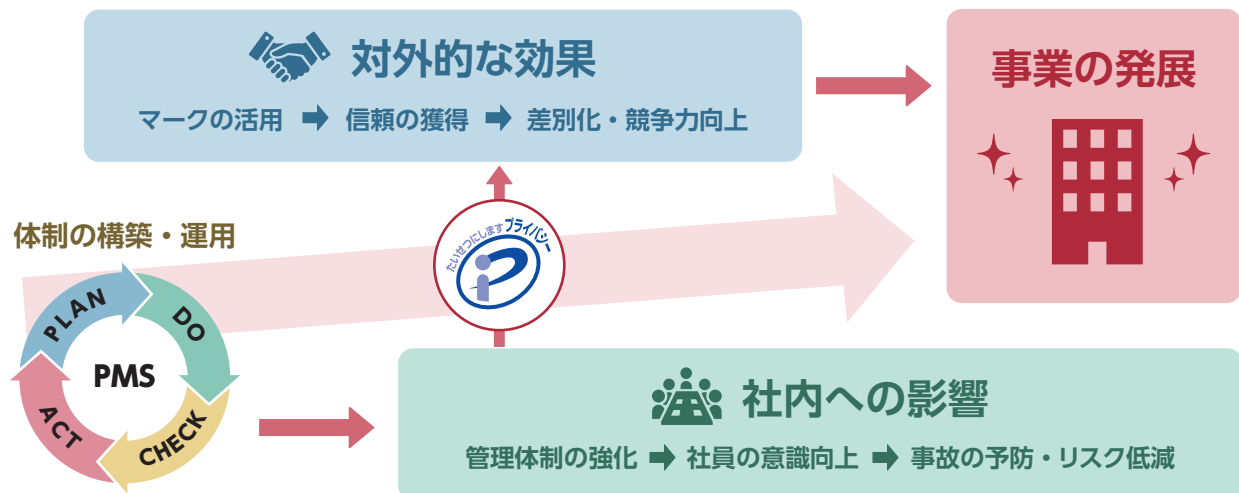 対外的な効果
マークの活用 ➡ 信頼の獲得 ➡ 差別化・競争力向上
事業の発展
体制の構築・運用
たいせつにしますプライバシー
PLAN
DO
CHECK
ACT
PMS
社内への影響
管理体制の強化 ➡ 社員の意識向上 ➡ 事故の予防・リスク低減